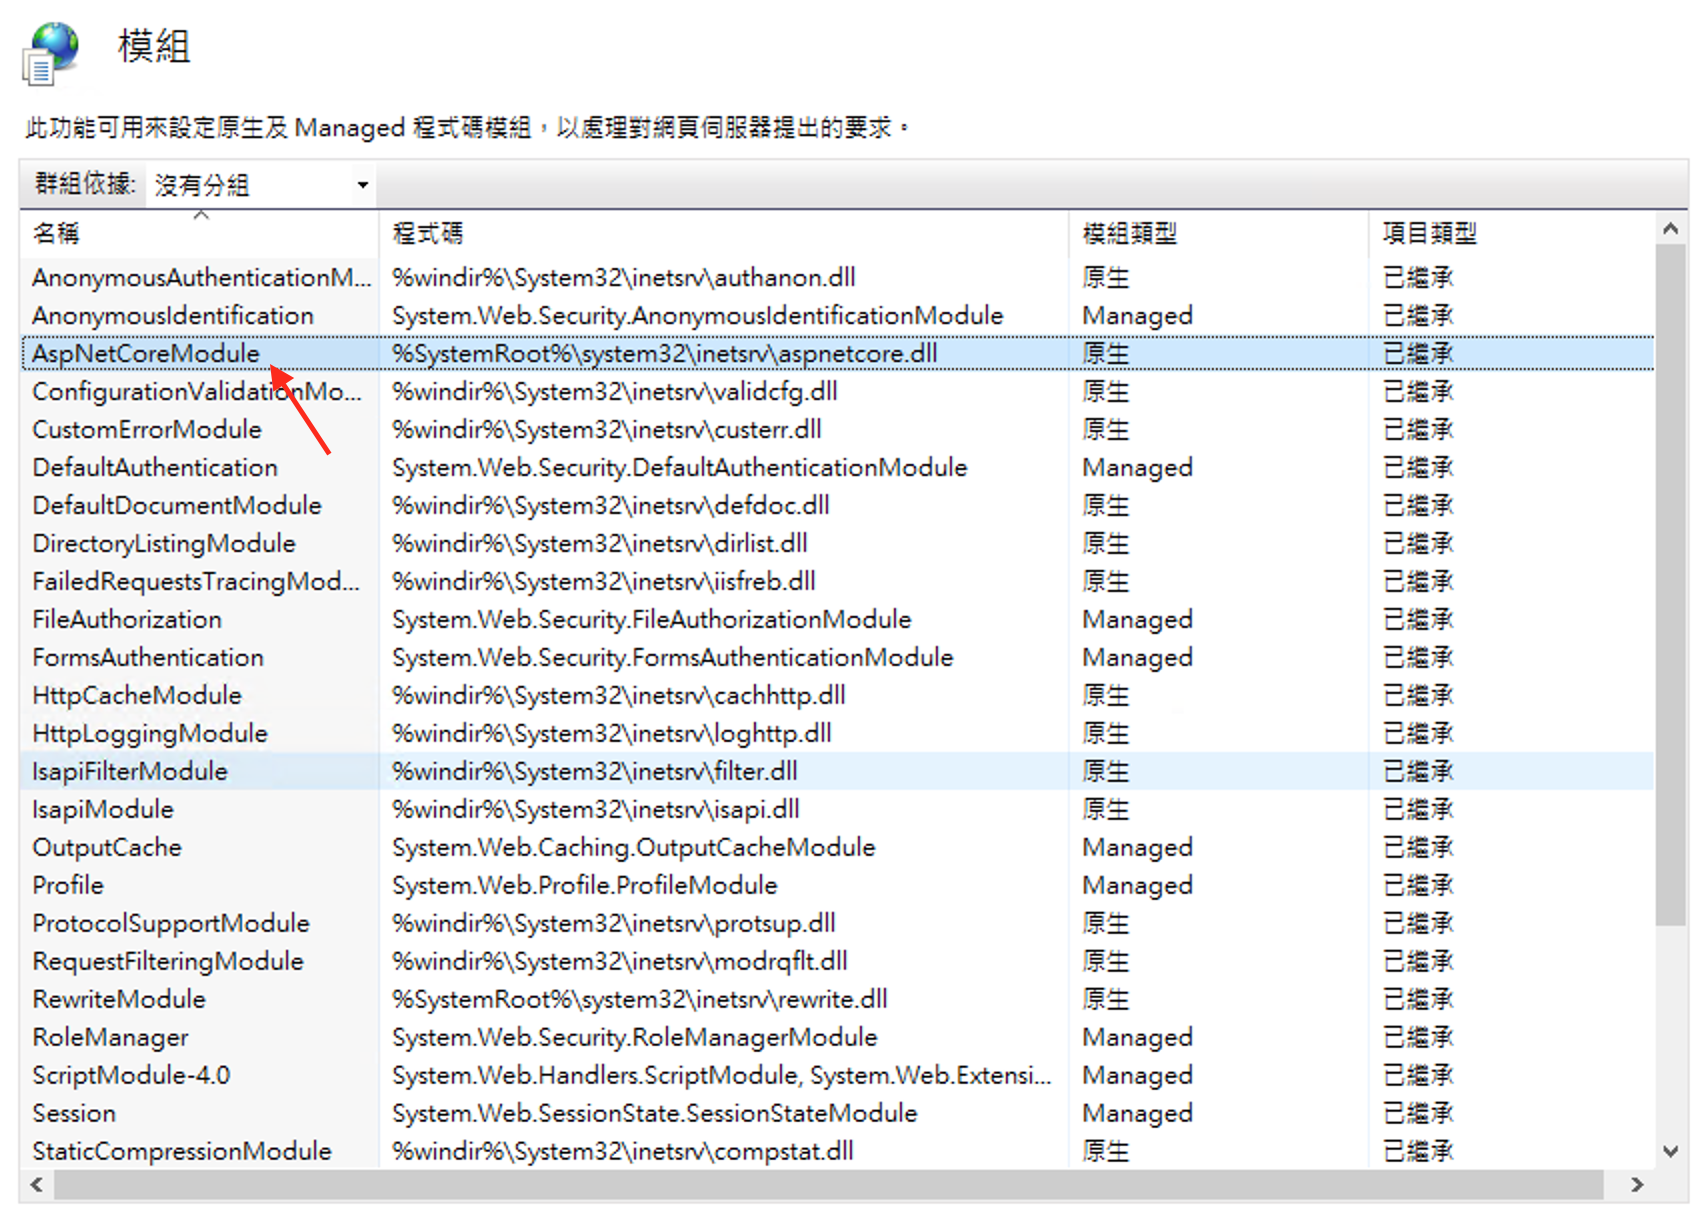 模組
此功能可用來設定原生及 Managed 程式碼模組，以處理對網頁伺服器提出的要求。
群組依據: 沒有分組
名稱 程式碼 模組類型 項目類型
AnonymousAuthenticationM... %windir%\System32\inetsrv\authanon.dll 原生 已繼承
AnonymousIdentification System.Web.Security.AnonymousIdentificationModule Managed 已繼承
AspNetCoreModule %SystemRoot%\system32\inetsrv\aspnetcore.dll 原生 已繼承
ConfigurationValidationMo... %windir%\System32\inetsrv\validcfg.dll 原生 已繼承
CustomErrorModule %windir%\System32\inetsrv\custerr.dll 原生 已繼承
DefaultAuthentication System.Web.Security.DefaultAuthenticationModule Managed 已繼承
DefaultDocumentModule %windir%\System32\inetsrv\defdoc.dll 原生 已繼承
DirectoryListingModule %windir%\System32\inetsrv\dirlist.dll 原生 已繼承
FailedRequestsTracingMod... %windir%\System32\inetsrv\iisfreb.dll 原生 已繼承
FileAuthorization System.Web.Security.FileAuthorizationModule Managed 已繼承
FormsAuthentication System.Web.Security.FormsAuthenticationModule Managed 已繼承
HttpCacheModule %windir%\System32\inetsrv\cachhttp.dll 原生 已繼承
HttpLoggingModule %windir%\System32\inetsrv\loghttp.dll 原生 已繼承
IsapiFilterModule %windir%\System32\inetsrv\filter.dll 原生 已繼承
IsapiModule %windir%\System32\inetsrv\isapi.dll 原生 已繼承
OutputCache System.Web.Caching.OutputCacheModule Managed 已繼承
Profile System.Web.Profile.ProfileModule Managed 已繼承
ProtocolSupportModule %windir%\System32\inetsrv\protsup.dll 原生 已繼承
RequestFilteringModule %windir%\System32\inetsrv\modrqflt.dll 原生 已繼承
RewriteModule %SystemRoot%\system32\inetsrv\rewrite.dll 原生 已繼承
RoleManager System.Web.Security.RoleManagerModule Managed 已繼承
ScriptModule-4.0 System.Web.Handlers.ScriptModule, System.Web.Extensi... Managed 已繼承
Session System.Web.SessionState.SessionStateModule Managed 已繼承
StaticCompressionModule %windir%\System32\inetsrv\compstat.dll 原生 已繼承